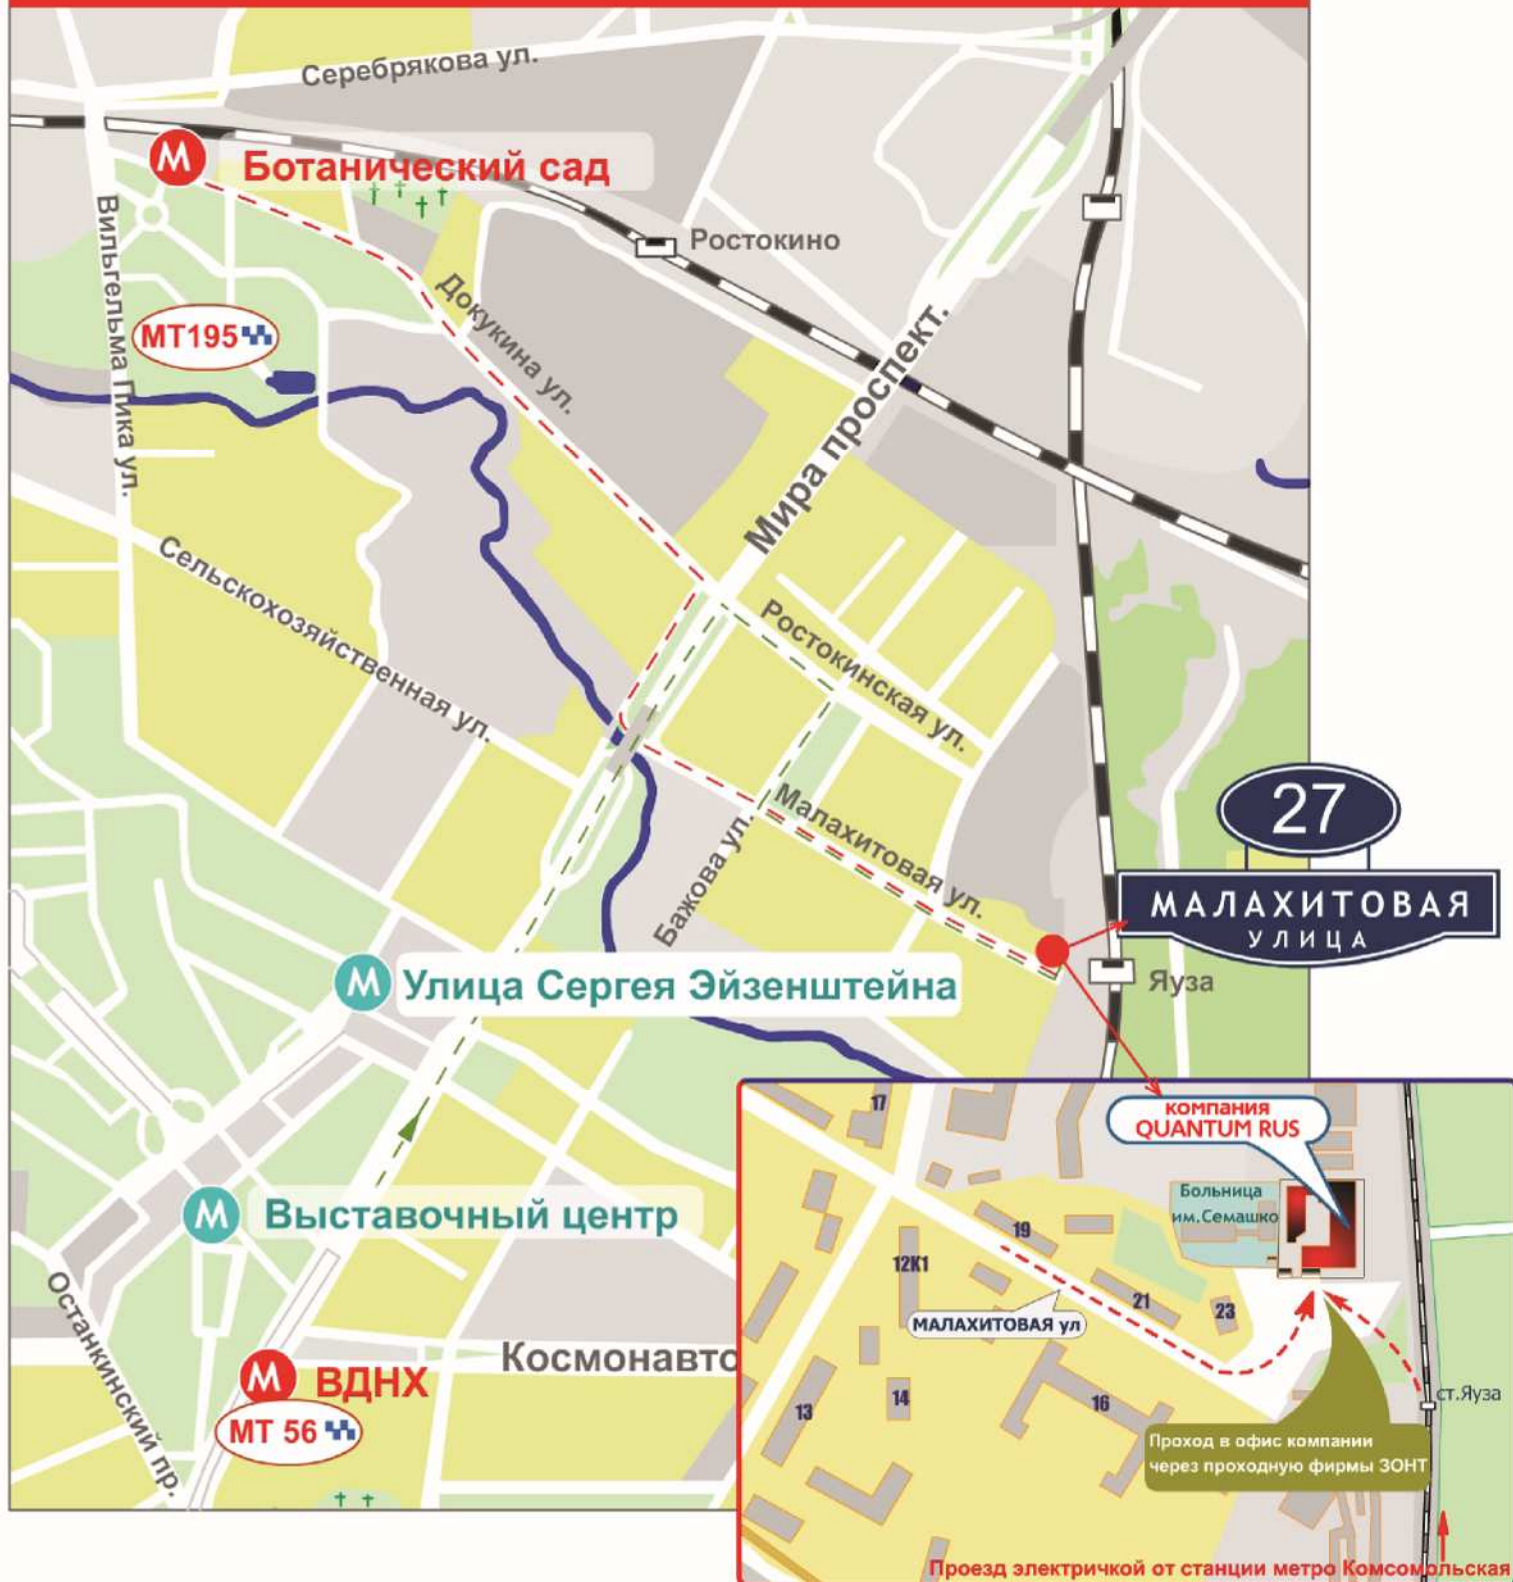 Серебрякова ул.
М
Ботанический сад
Вильгельма Пика ул.
Ростокино
Докукина ул.
МТ195
Мира проспект.
Сельскохозяйственная ул.
Ростокинская ул.
Малахитовая ул.
Бажова ул.
27
МАЛАХИТОВАЯ
УЛИЦА
М
Улица Сергея Эйзенштейна
Яуза
М
Выставочный центр
Останкинский пр.
М
ВДНХ
МТ 56
Космонавто
17
компания
QUANTUM RUS
Больница
им.Семашко
19
12К1
21
23
МАЛАХИТОВАЯ ул
13
14
16
ст.Яуза
Проход в офис компании
через проходную фирмы ЗОНТ
Проезд электричкой от станции метро Комсомольская